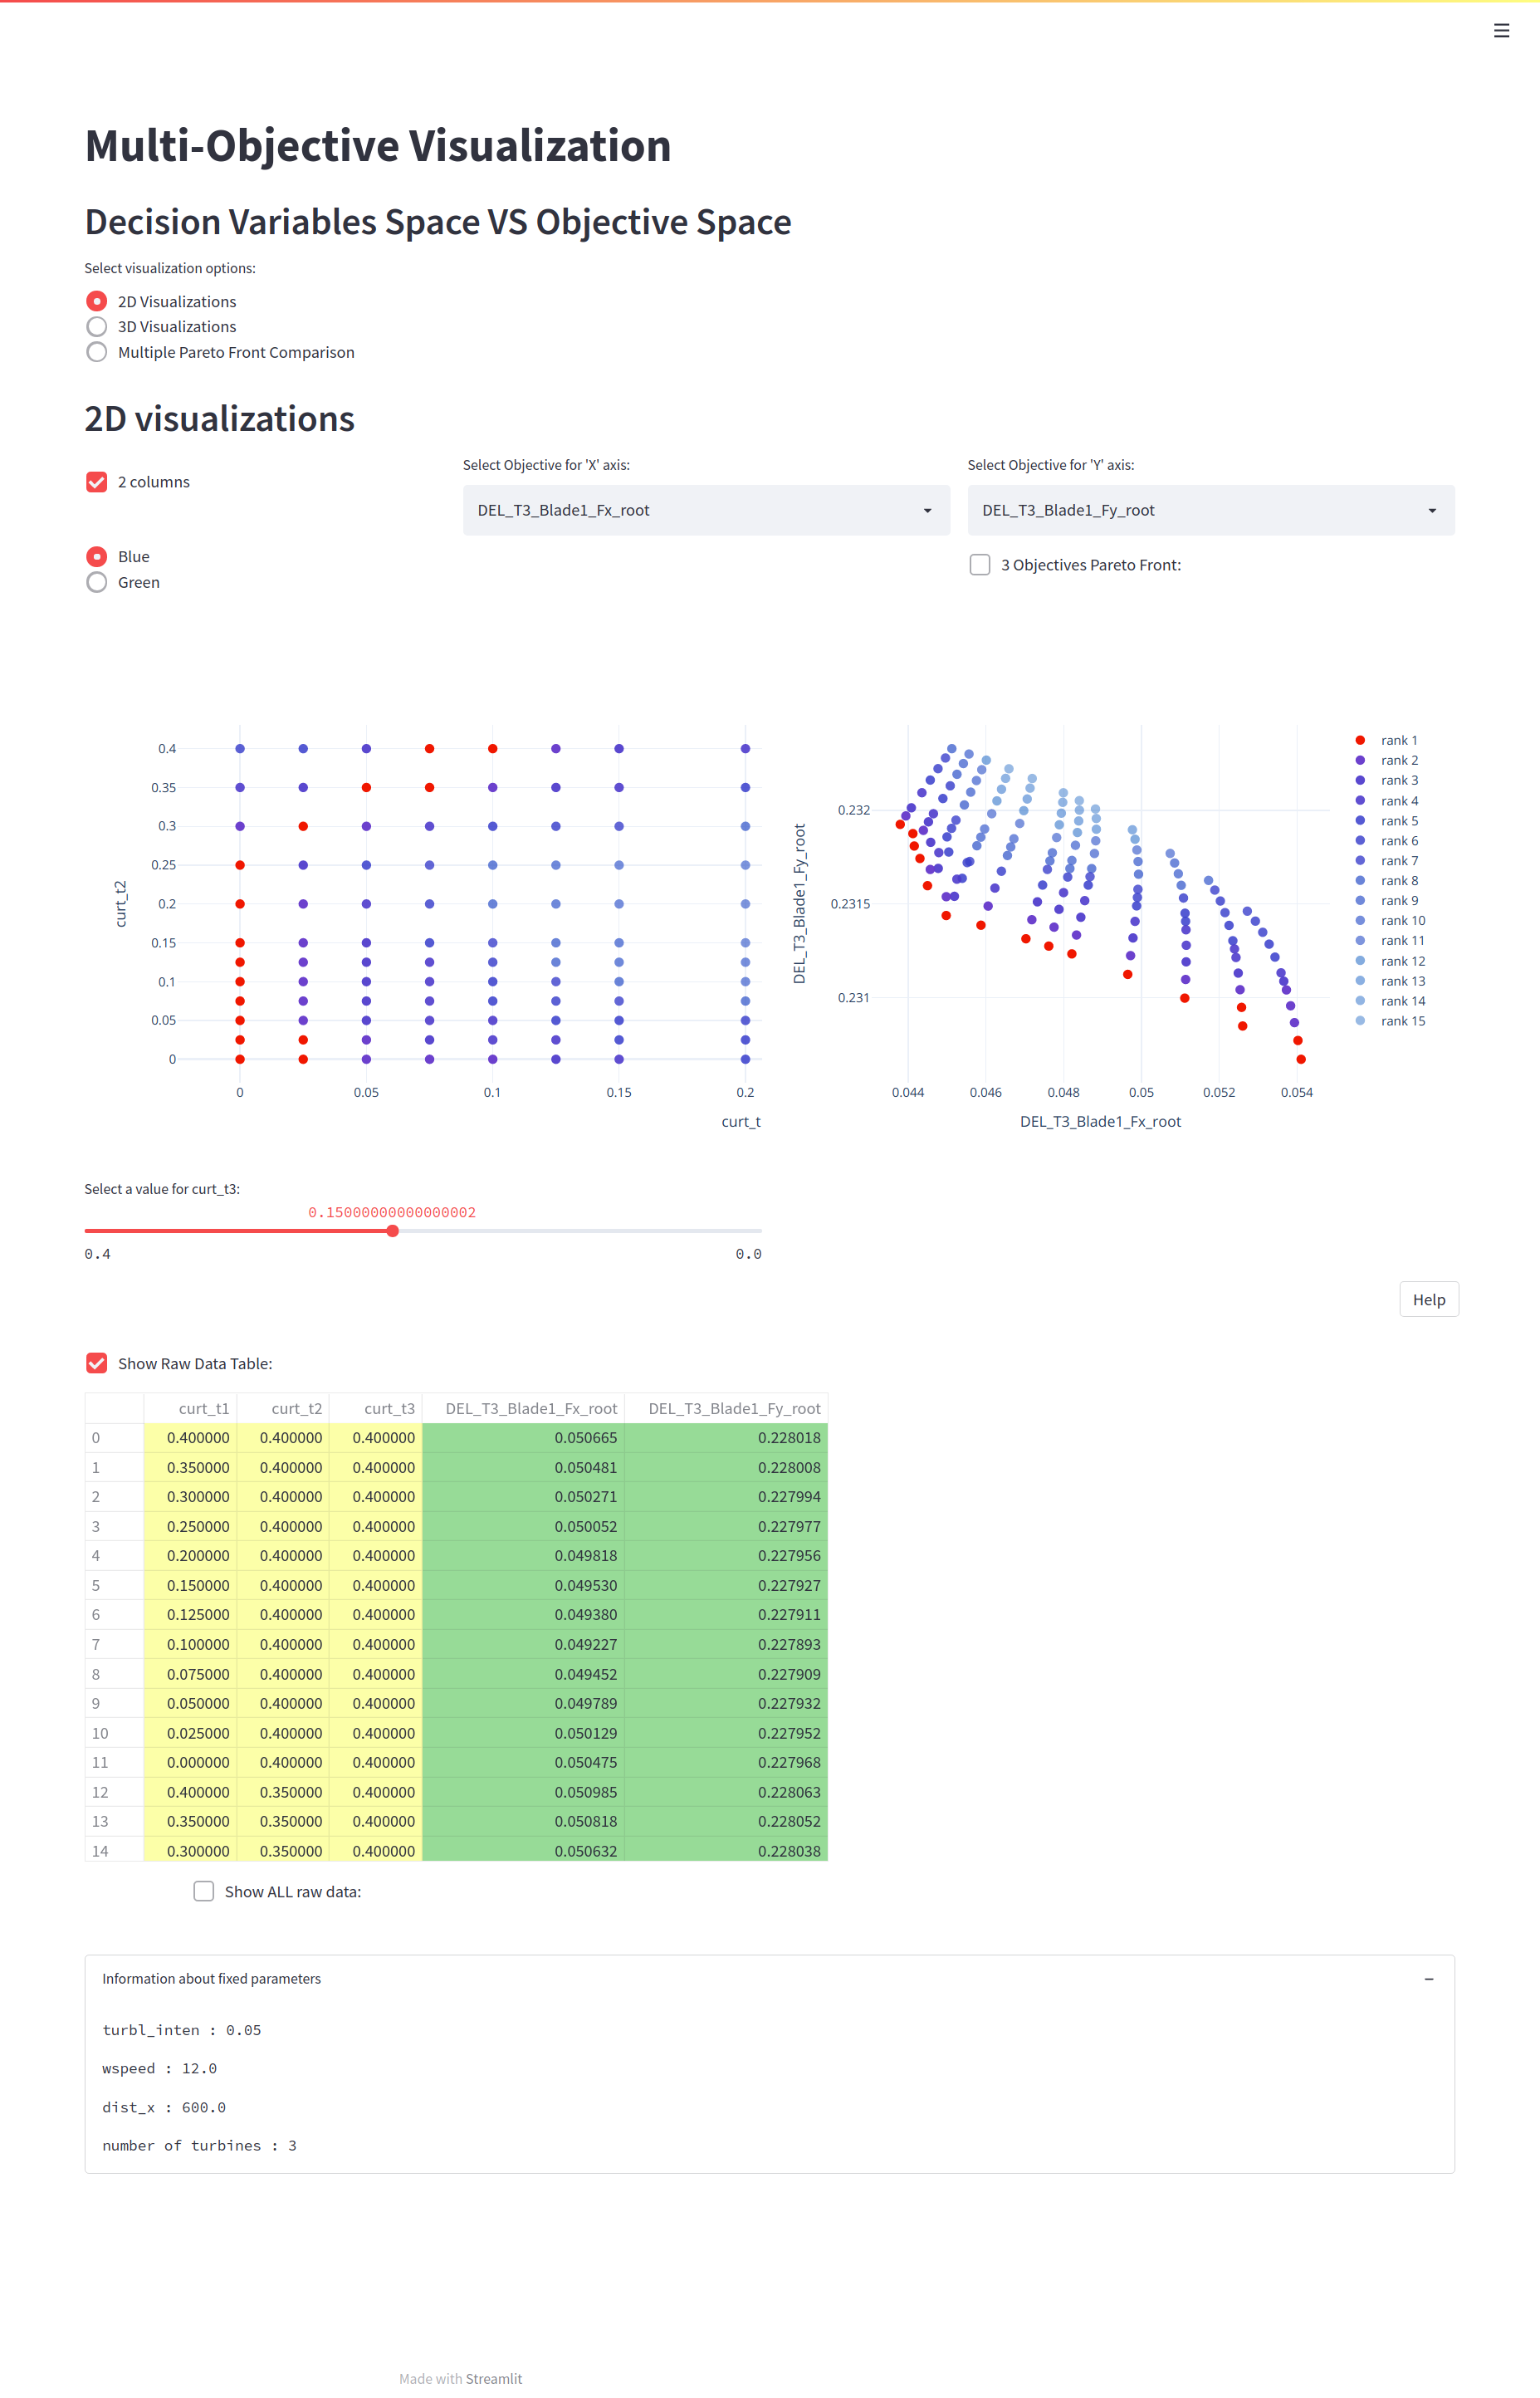 Multi-Objective Visualization
Decision Variables Space VS Objective Space
Select visualization options:
2D Visualizations
3D Visualizations
Multiple Pareto Front Comparison
2D visualizations
2 columns
Blue
Green
Select Objective for 'X' axis:
DEL_T3_Blade1_Fx_root
Select Objective for 'Y' axis:
DEL_T3_Blade1_Fy_root
3 Objectives Pareto Front:
0.4
0.35
0.3
0.25
0.2
0.15
0.1
0.05
0
curt_t2
0 0.05 0.1 0.15 0.2
curt_t
0.232
0.2315
0.231
DEL_T3_Blade1_Fy_root
0.044 0.046 0.048 0.05 0.052 0.054
DEL_T3_Blade1_Fx_root
rank 1
rank 2
rank 3
rank 4
rank 5
rank 6
rank 7
rank 8
rank 9
rank 10
rank 11
rank 12
rank 13
rank 14
rank 15
Select a value for curt_t3:
0.15000000000000002
0.4 0.0
Help
Show Raw Data Table:
curt_t1 curt_t2 curt_t3 DEL_T3_Blade1_Fx_root DEL_T3_Blade1_Fy_root
0 0.400000 0.400000 0.400000 0.050665 0.228018
1 0.350000 0.400000 0.400000 0.050481 0.228008
2 0.300000 0.400000 0.400000 0.050271 0.227994
3 0.250000 0.400000 0.400000 0.050052 0.227977
4 0.200000 0.400000 0.400000 0.049818 0.227956
5 0.150000 0.400000 0.400000 0.049530 0.227927
6 0.125000 0.400000 0.400000 0.049380 0.227911
7 0.100000 0.400000 0.400000 0.049227 0.227893
8 0.075000 0.400000 0.400000 0.049452 0.227909
9 0.050000 0.400000 0.400000 0.049789 0.227932
10 0.025000 0.400000 0.400000 0.050129 0.227952
11 0.000000 0.400000 0.400000 0.050475 0.227968
12 0.400000 0.350000 0.400000 0.050985 0.228063
13 0.350000 0.350000 0.400000 0.050818 0.228052
14 0.300000 0.350000 0.400000 0.050632 0.228038
Show ALL raw data:
Information about fixed parameters
turbl_inten : 0.05
wspeed : 12.0
dist_x : 600.0
number of turbines : 3
Made with Streamlit